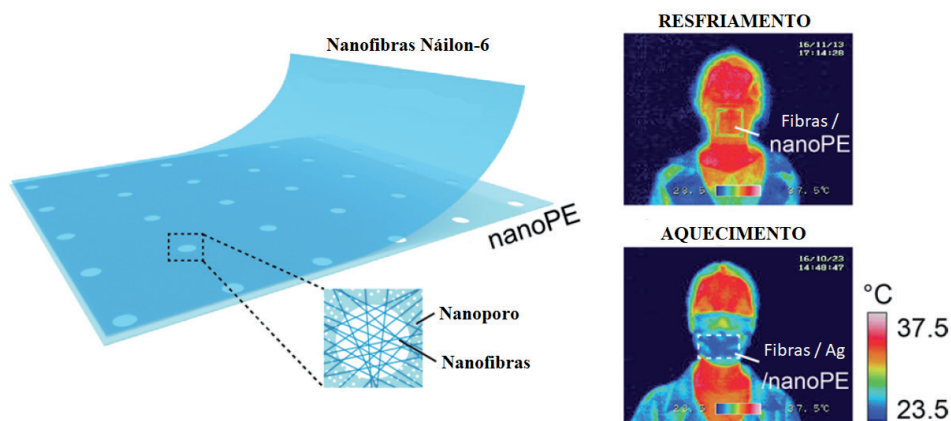 Nanofibras Náilon-6
nanoPE
Nanoporo
Nanofibras
RESFRIAMENTO
16/11/13
17:14:28
Fibras /
nanoPE
23.5
37.5℃
AQUECIMENTO
16/10/23
14:48:47
Fibras / Ag
/nanoPE
23.5
37.5℃
°C
37.5
23.5